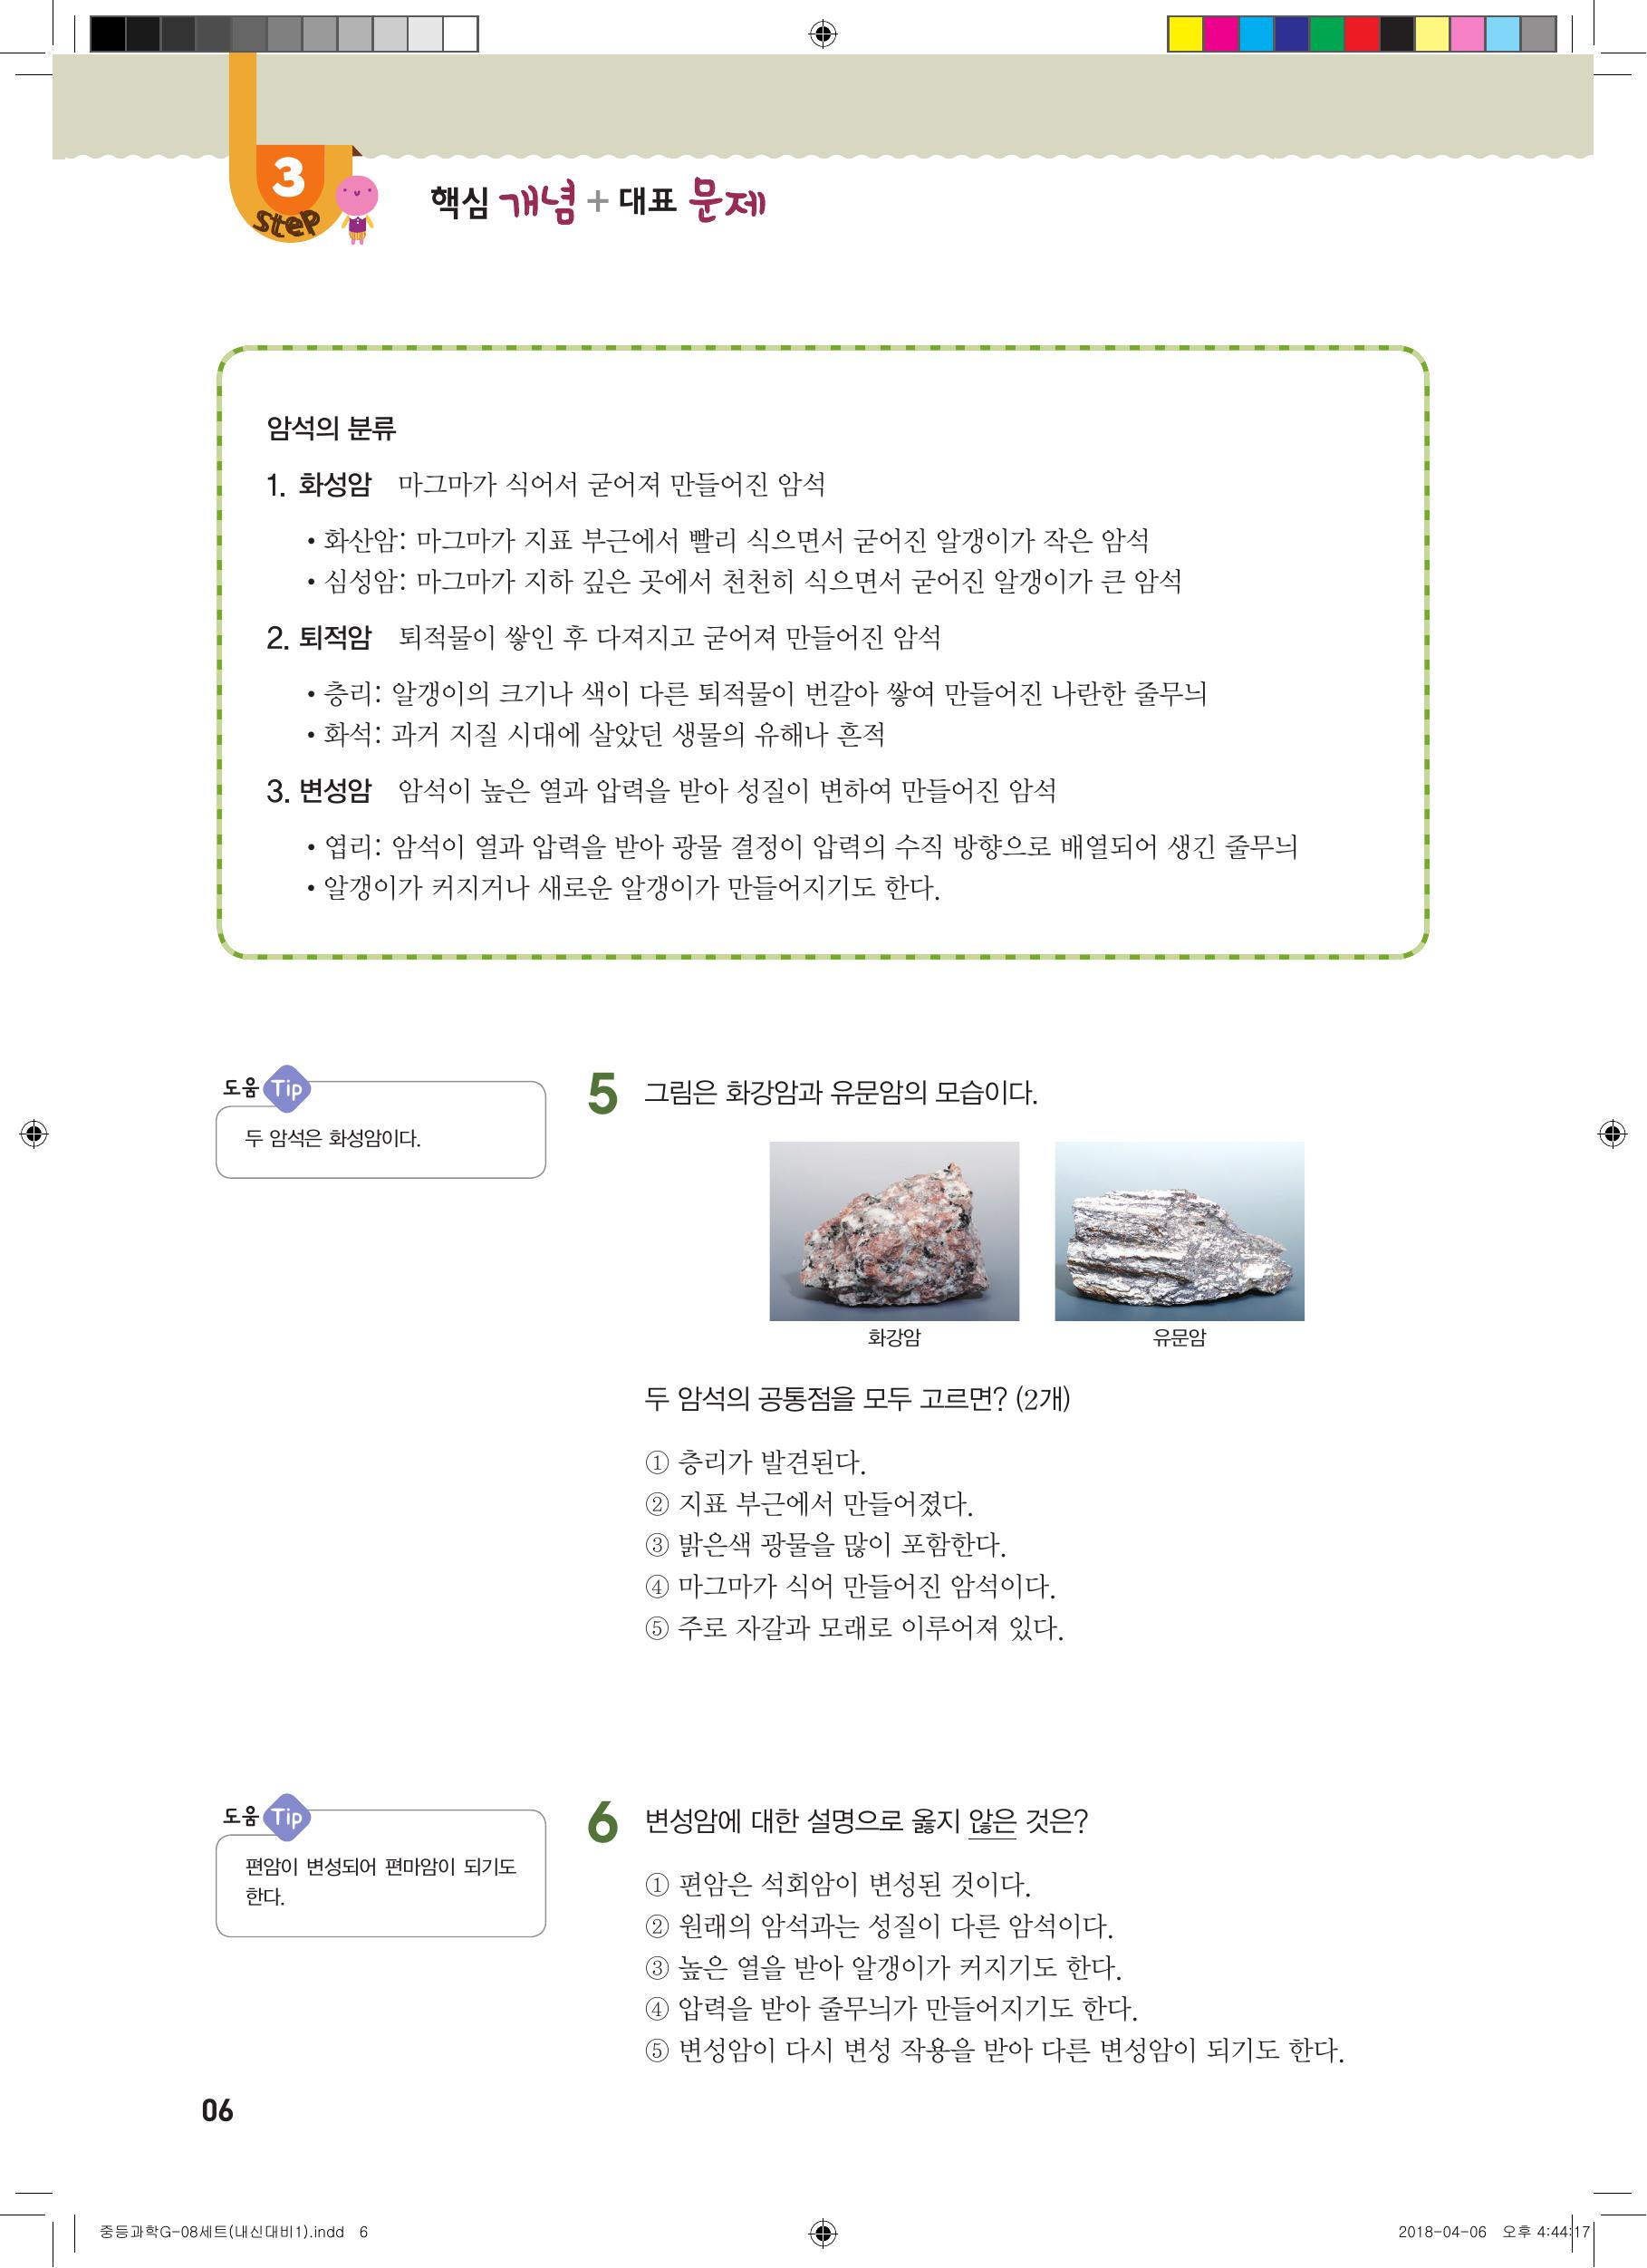 3
Step
핵심 개념 + 대표 문제
암석의 분류
1. 화성암 마그마가 식어서 굳어져 만들어진 암석
• 화산암: 마그마가 지표 부근에서 빨리 식으면서 굳어진 알갱이가 작은 암석
• 심성암: 마그마가 지하 깊은 곳에서 천천히 식으면서 굳어진 알갱이가 큰 암석
2. 퇴적암 퇴적물이 쌓인 후 다져지고 굳어져 만들어진 암석
• 층리: 알갱이의 크기나 색이 다른 퇴적물이 번갈아 쌓여 만들어진 나란한 줄무늬
• 화석: 과거 지질 시대에 살았던 생물의 유해나 흔적
3. 변성암 암석이 높은 열과 압력을 받아 성질이 변하여 만들어진 암석
• 엽리: 암석이 열과 압력을 받아 광물 결정이 압력의 수직 방향으로 배열되어 생긴 줄무늬
• 알갱이가 커지거나 새로운 알갱이가 만들어지기도 한다.
도움 Tip
두 암석은 화성암이다.
5 그림은 화강암과 유문암의 모습이다.
화강암
유문암
두 암석의 공통점을 모두 고르면? (2개)
① 층리가 발견된다.
② 지표 부근에서 만들어졌다.
③ 밝은색 광물을 많이 포함한다.
④ 마그마가 식어 만들어진 암석이다.
⑤ 주로 자갈과 모래로 이루어져 있다.
도움 Tip
편암이 변성되어 편마암이 되기도
한다.
6 변성암에 대한 설명으로 옳지 않은 것은?
① 편암은 석회암이 변성된 것이다.
② 원래의 암석과는 성질이 다른 암석이다.
③ 높은 열을 받아 알갱이가 커지기도 한다.
④ 압력을 받아 줄무늬가 만들어지기도 한다.
⑤ 변성암이 다시 변성 작용을 받아 다른 변성암이 되기도 한다.
06
중등과학G-08세트(내신대비1).indd 6
2018-04-06 오후 4:44:17